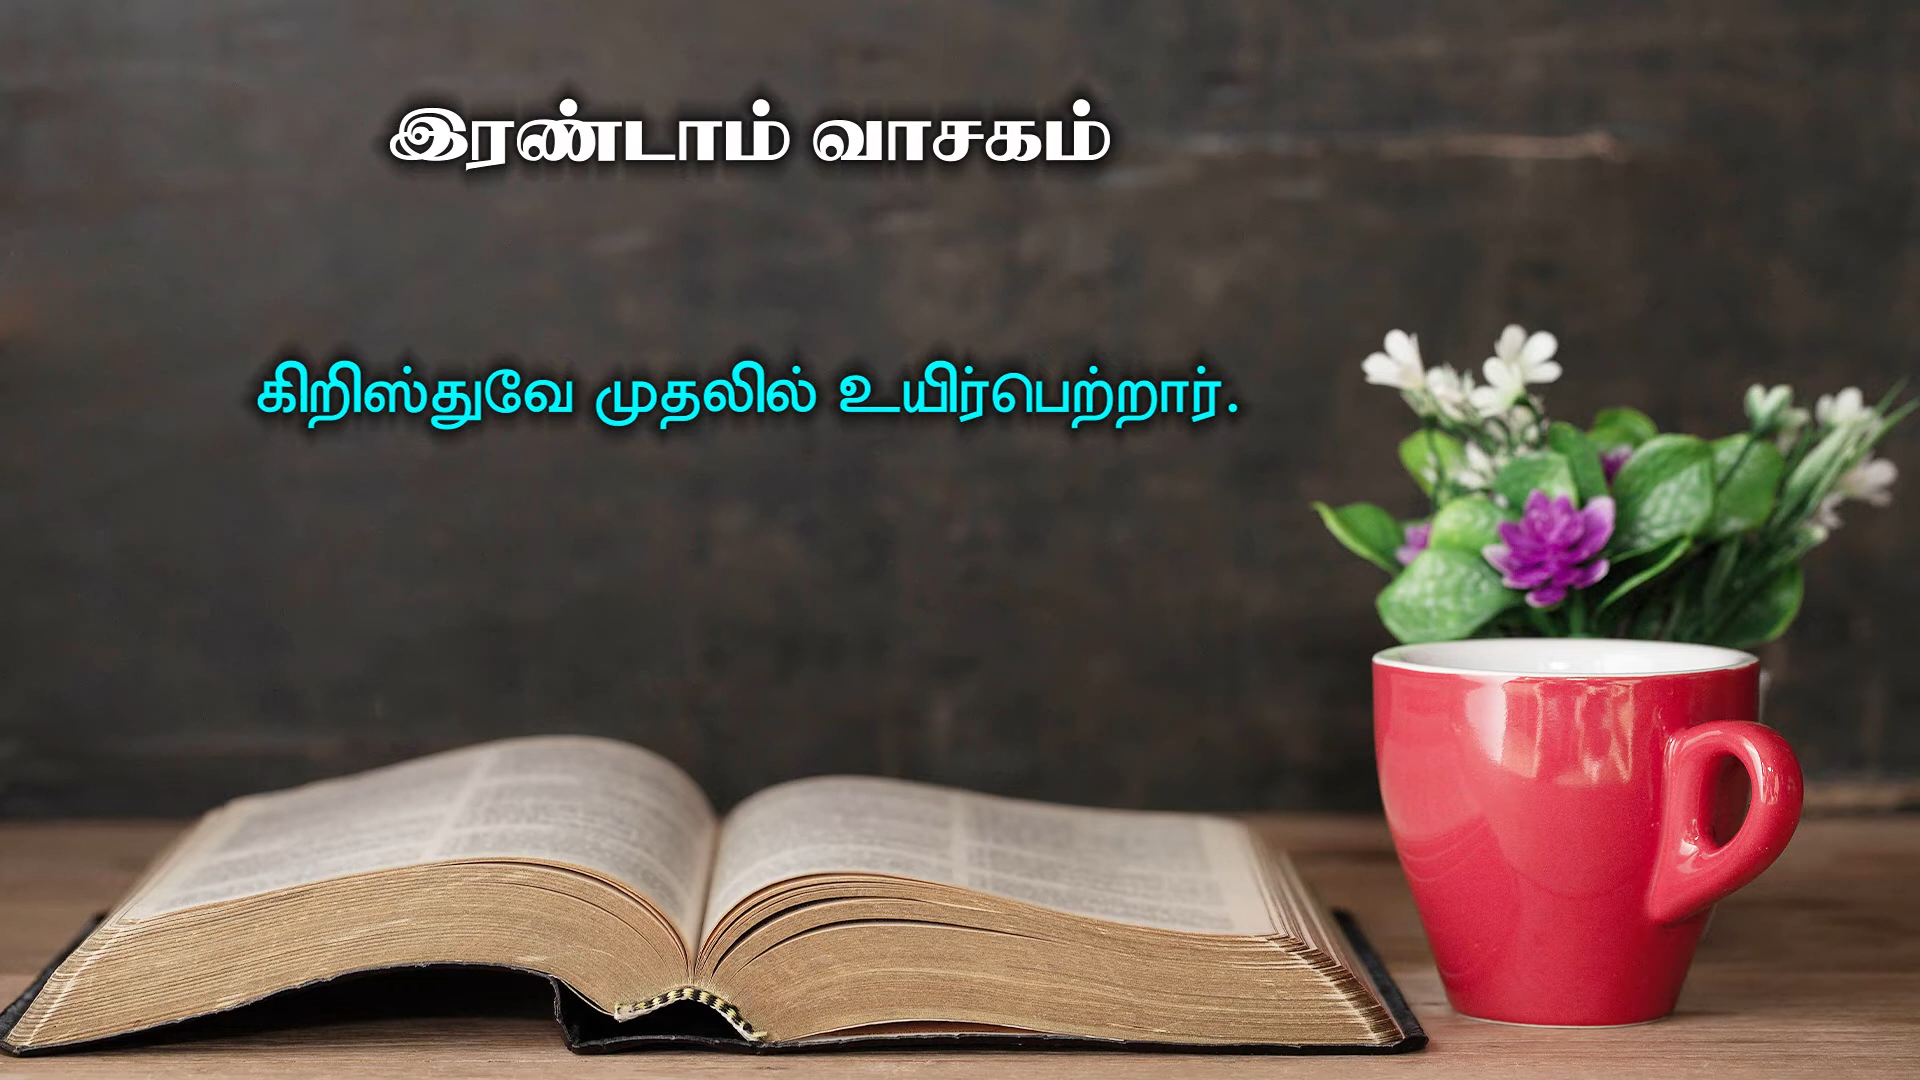 இரண்டாம் வாசகம்
கிறிஸ்துவே முதலில் உயிர்பெற்றார்.